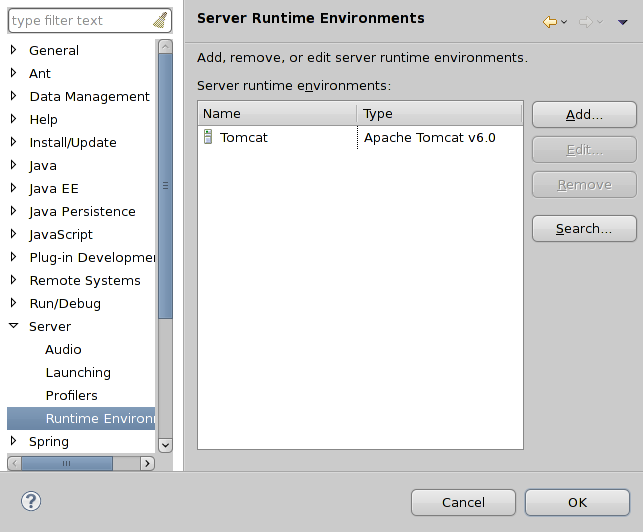 type filter text
General
Ant
Data Management
Help
Install/Update
Java
Java EE
Java Persistence
JavaScript
Plug-in Developme
Remote Systems
Run/Debug
Server
Audio
Launching
Profilers
Runtime Environ
Spring
Server Runtime Environments
Add, remove, or edit server runtime environments.
Server runtime environments:
Name Type
Tomcat Apache Tomcat v6.0
Add...
Edit...
Remove
Search...
?
Cancel OK